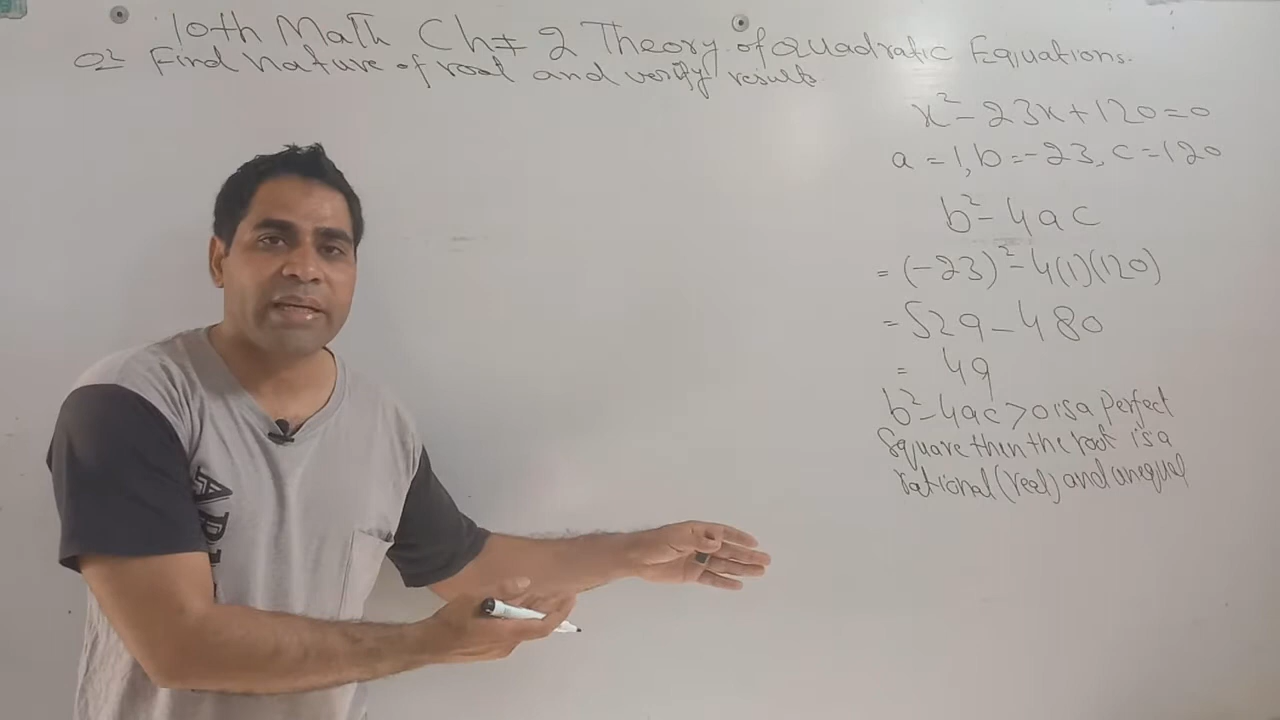 10th Math Ch# 2 Theory of Quadratic Equations.
Q2 Find nature of root and verify results
x² - 23x + 120 = 0
a = 1, b = -23, c = 120
b² - 4ac
= (-23)² - 4(1)(120)
= 529 - 480
= 49
b² - 4ac > 0 is a perfect
square then the root is a
rational (real) and unequal